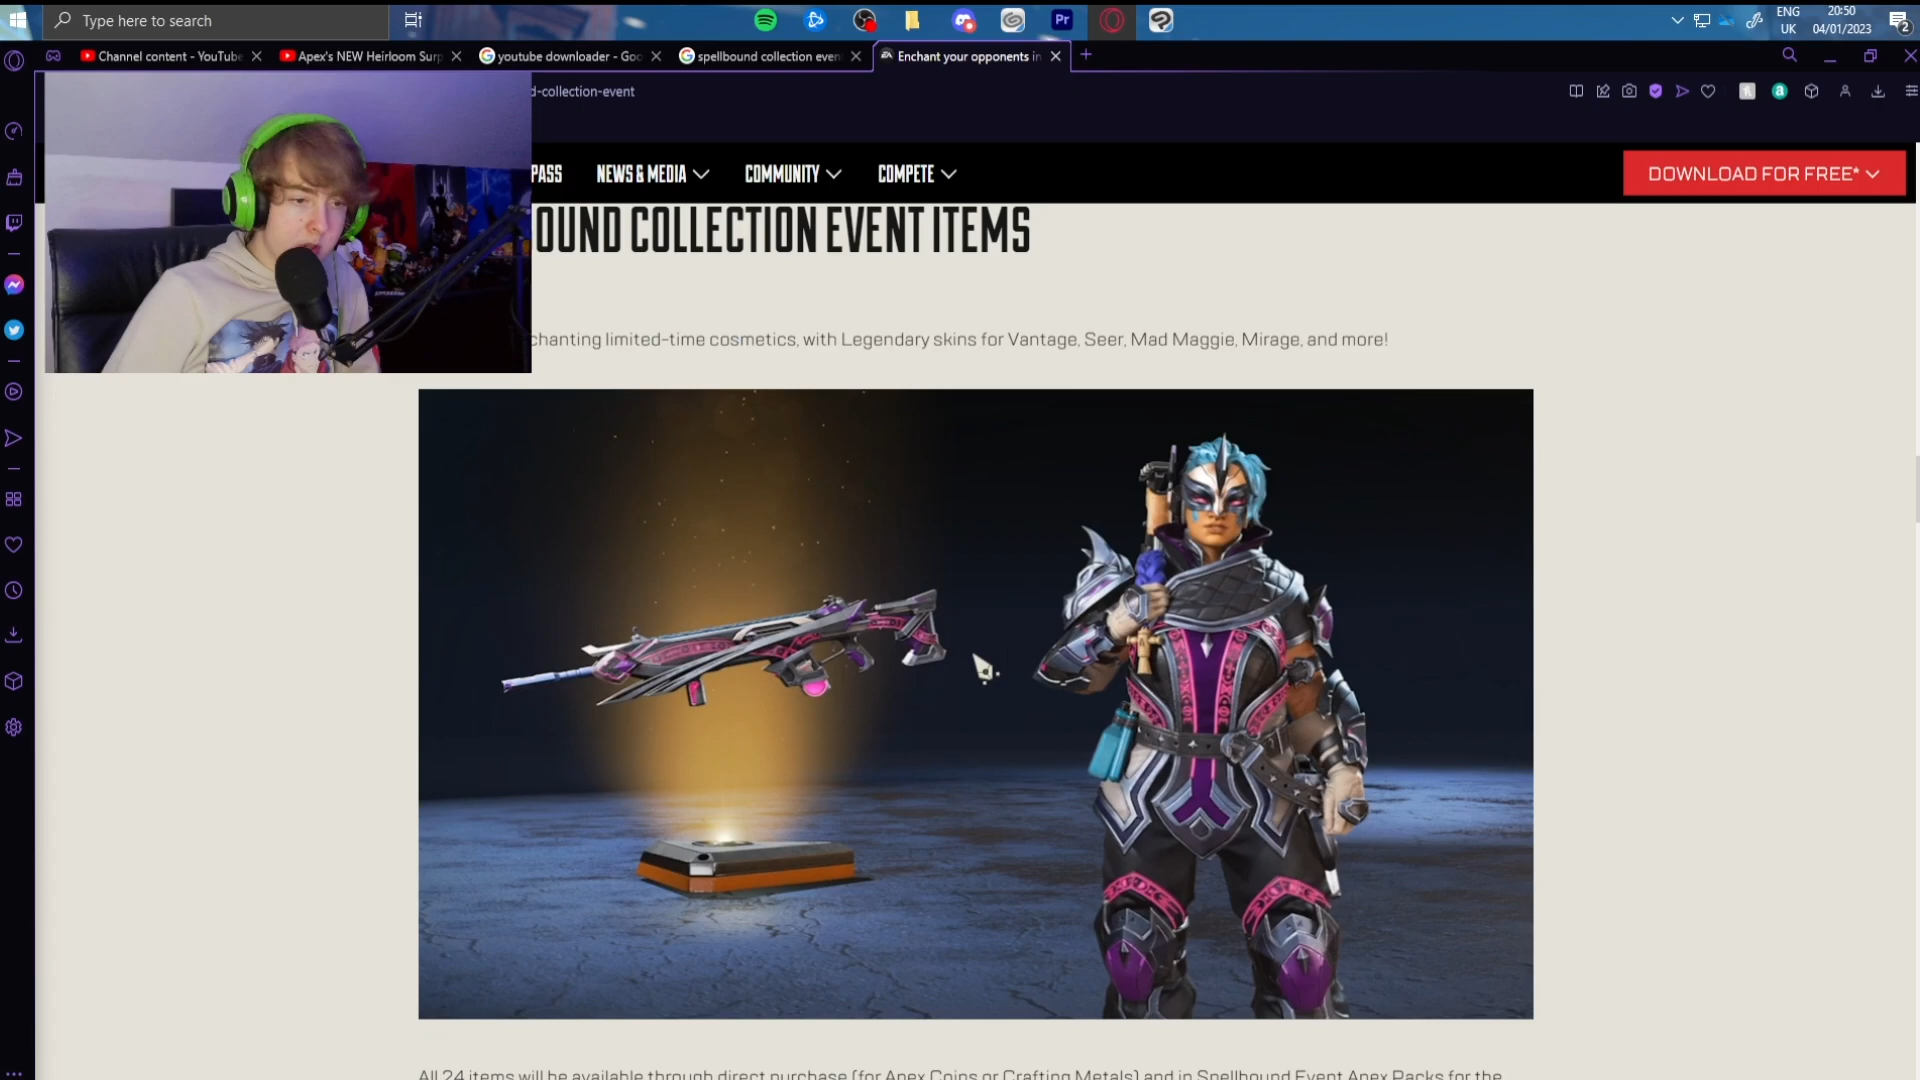 Type here to search
Pr
ENG
UK
20:50
04/01/2023
2
Channel content - YouTube
Apex's NEW Heirloom Surp
youtube downloader - Goo
spellbound collection even
Enchant your opponents in
d-collection-event
PASS
NEWS & MEDIA
COMMUNITY
COMPETE
DOWNLOAD FOR FREE*
OUND COLLECTION EVENT ITEMS
chanting limited-time cosmetics, with Legendary skins for Vantage, Seer, Mad Maggie, Mirage, and more!
All 24 items will be available through direct purchase (for Apex Coins or Crafting Metals) and in Spellbound Event Apex Packs for the